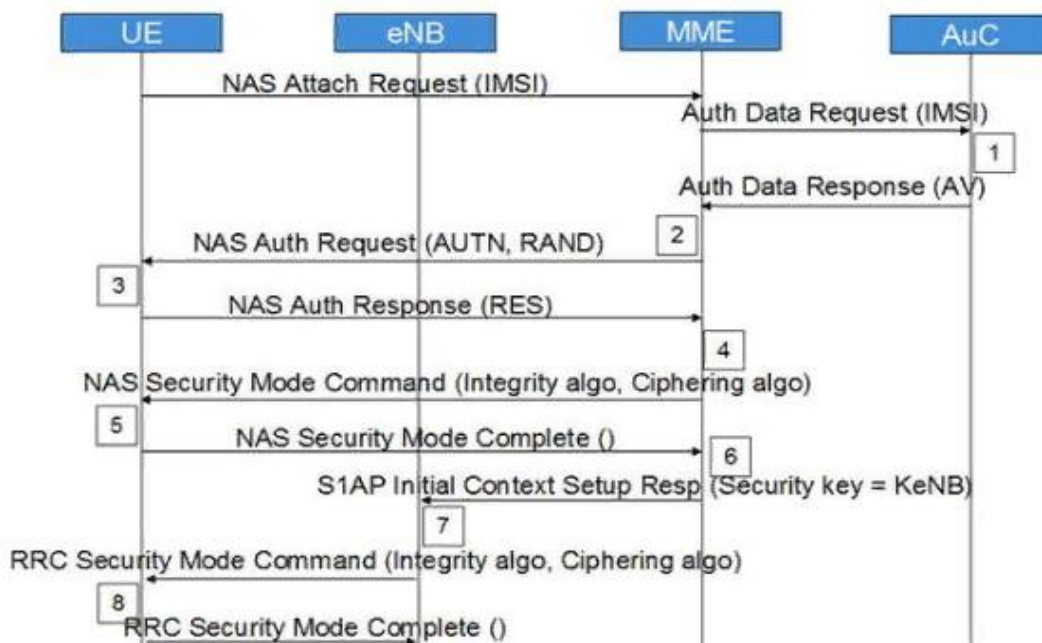 UE eNB MME AuC
NAS Attach Request (IMSI)
Auth Data Request (IMSI)
1
Auth Data Response (AV)
2
NAS Auth Request (AUTN, RAND)
3
NAS Auth Response (RES)
4
NAS Security Mode Command (Integrity algo, Ciphering algo)
5
NAS Security Mode Complete ()
6
S1AP Initial Context Setup Resp (Security key = KeNB)
7
RRC Security Mode Command (Integrity algo, Ciphering algo)
8
RRC Security Mode Complete ()